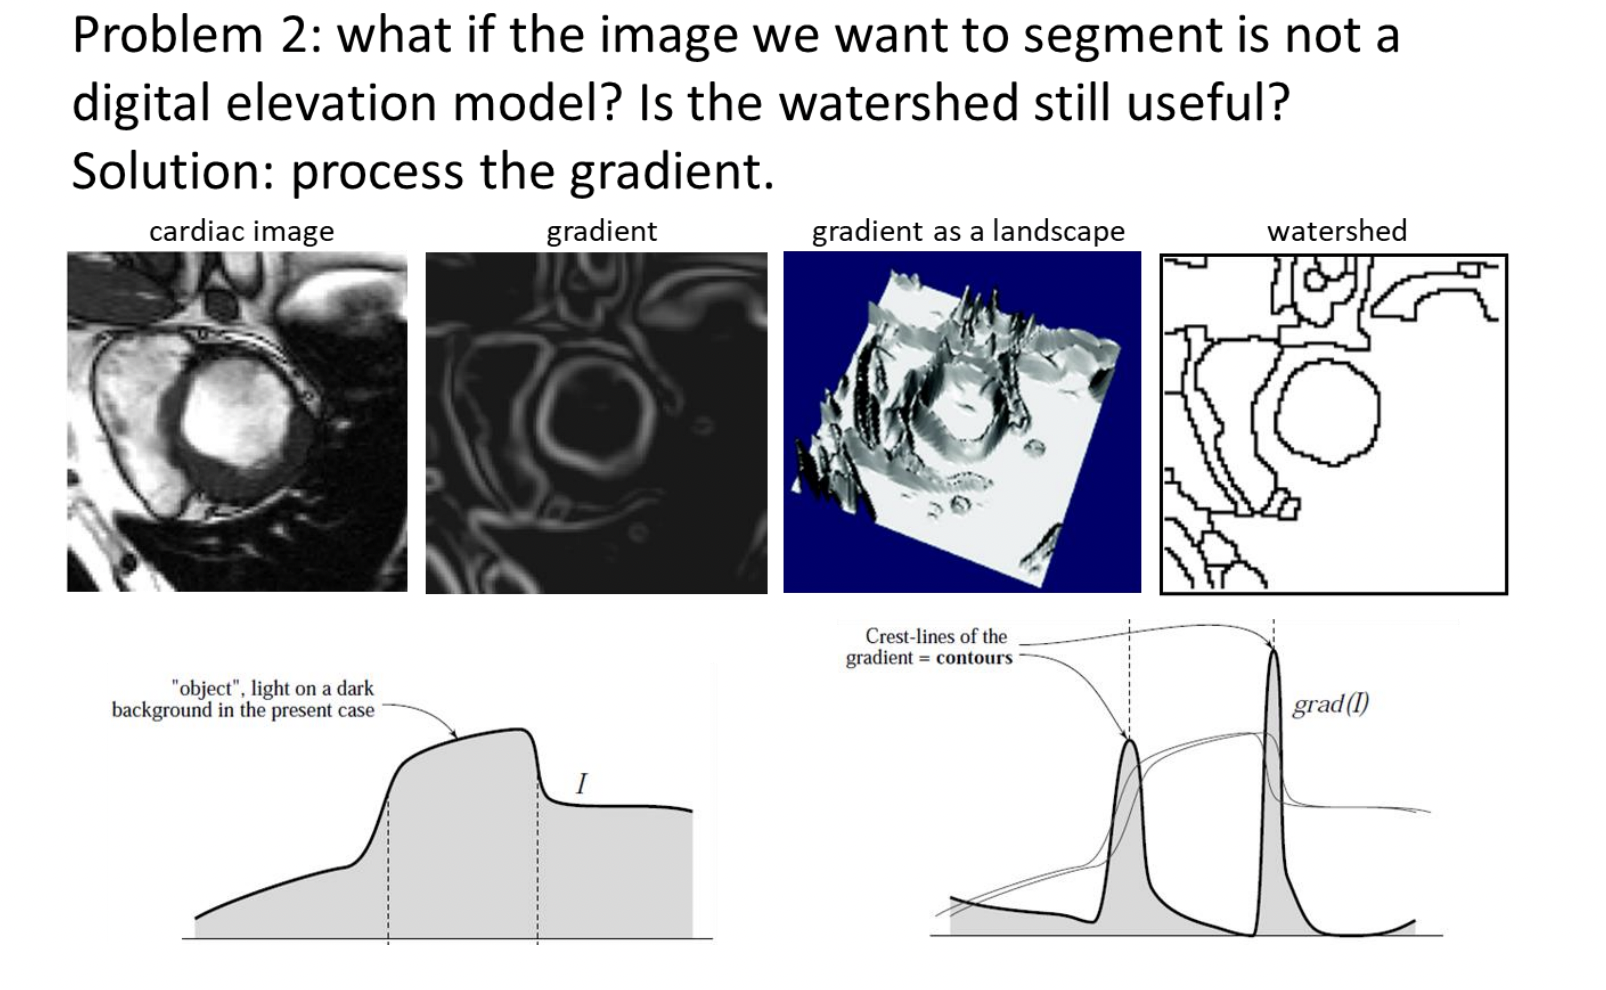 Problem 2: what if the image we want to segment is not a
digital elevation model? Is the watershed still useful?
Solution: process the gradient.
cardiac image
gradient
gradient as a landscape
watershed
"object", light on a dark
background in the present case
I
Crest-lines of the
gradient = contours
grad(I)